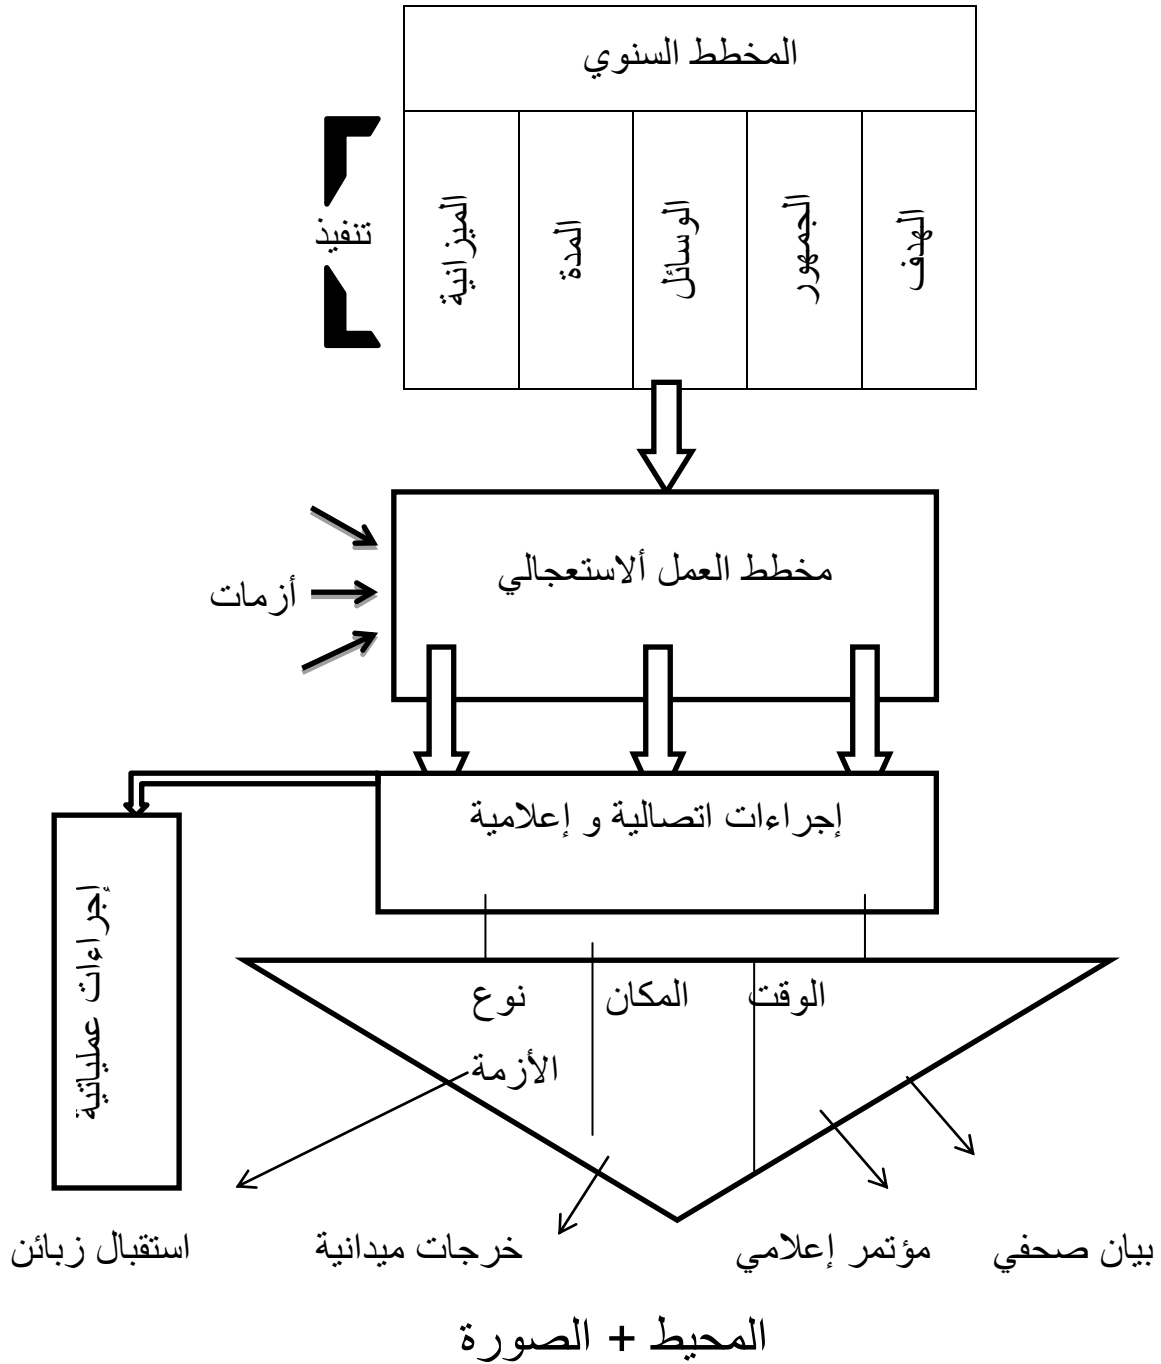 المخطط السنوي
الهدف
الجمهور
الوسائل
المدة
الميزانية
تنفيذ
مخطط العمل ألاستعجالي
أزمات
إجراءات اتصالية و إعلامية
إجراءات عملياتية
الوقت
المكان
نوع
الأزمة
بيان صحفي
مؤتمر إعلامي
خرجات ميدانية
استقبال زبائن
المحيط + الصورة